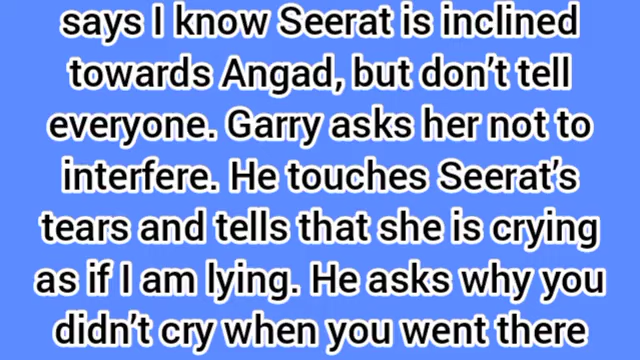 says I know Seerat is inclined
towards Angad, but don’t tell
everyone. Garry asks her not to
interfere. He touches Seerat’s
tears and tells that she is crying
as if I am lying. He asks why you
didn’t cry when you went there